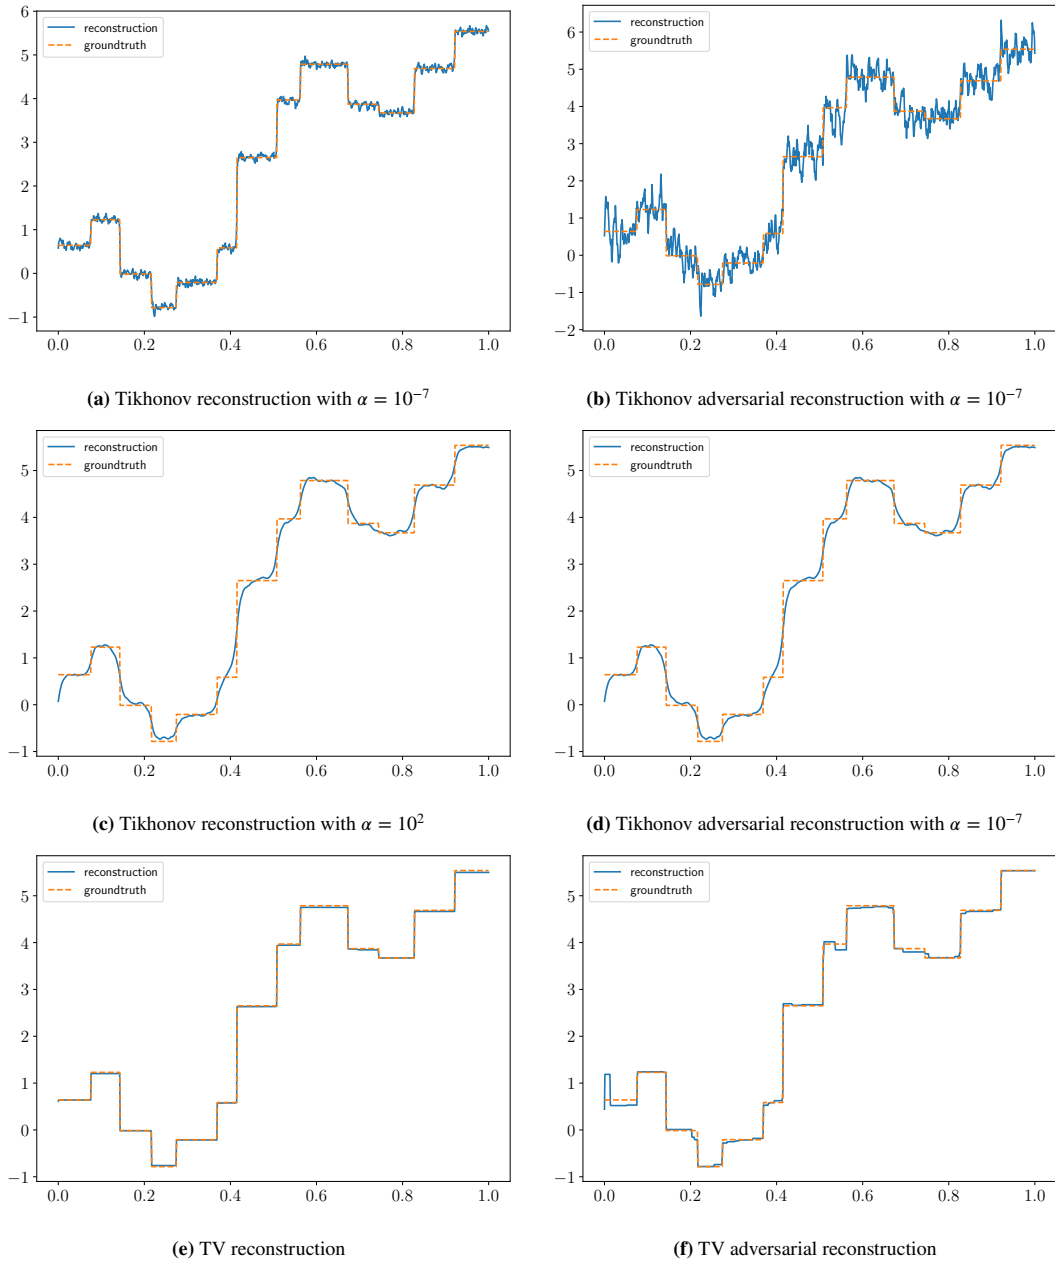 6
5
4
3
2
1
0
−1
0.0 0.2 0.4 0.6 0.8 1.0
reconstruction
groundtruth
(a) Tikhonov reconstruction with α = 10⁻⁷
6
5
4
3
2
1
0
−1
−2
0.0 0.2 0.4 0.6 0.8 1.0
reconstruction
groundtruth
(b) Tikhonov adversarial reconstruction with α = 10⁻⁷
5
4
3
2
1
0
−1
0.0 0.2 0.4 0.6 0.8 1.0
reconstruction
groundtruth
(c) Tikhonov reconstruction with α = 10²
5
4
3
2
1
0
−1
0.0 0.2 0.4 0.6 0.8 1.0
reconstruction
groundtruth
(d) Tikhonov adversarial reconstruction with α = 10⁻⁷
5
4
3
2
1
0
−1
0.0 0.2 0.4 0.6 0.8 1.0
reconstruction
groundtruth
(e) TV reconstruction
5
4
3
2
1
0
−1
0.0 0.2 0.4 0.6 0.8 1.0
reconstruction
groundtruth
(f) TV adversarial reconstruction